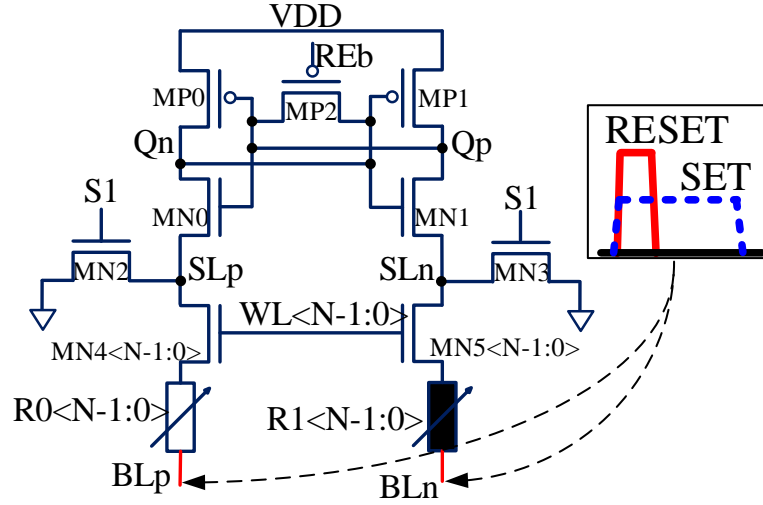 VDD
REb
MP0
MP2
MP1
Qn
Qp
RESET
SET
S1
S1
MN0
MN1
MN2
SLp
SLn
MN3
WL<N-1:0>
MN4<N-1:0>
MN5<N-1:0>
R0<N-1:0>
R1<N-1:0>
BLp
BLn